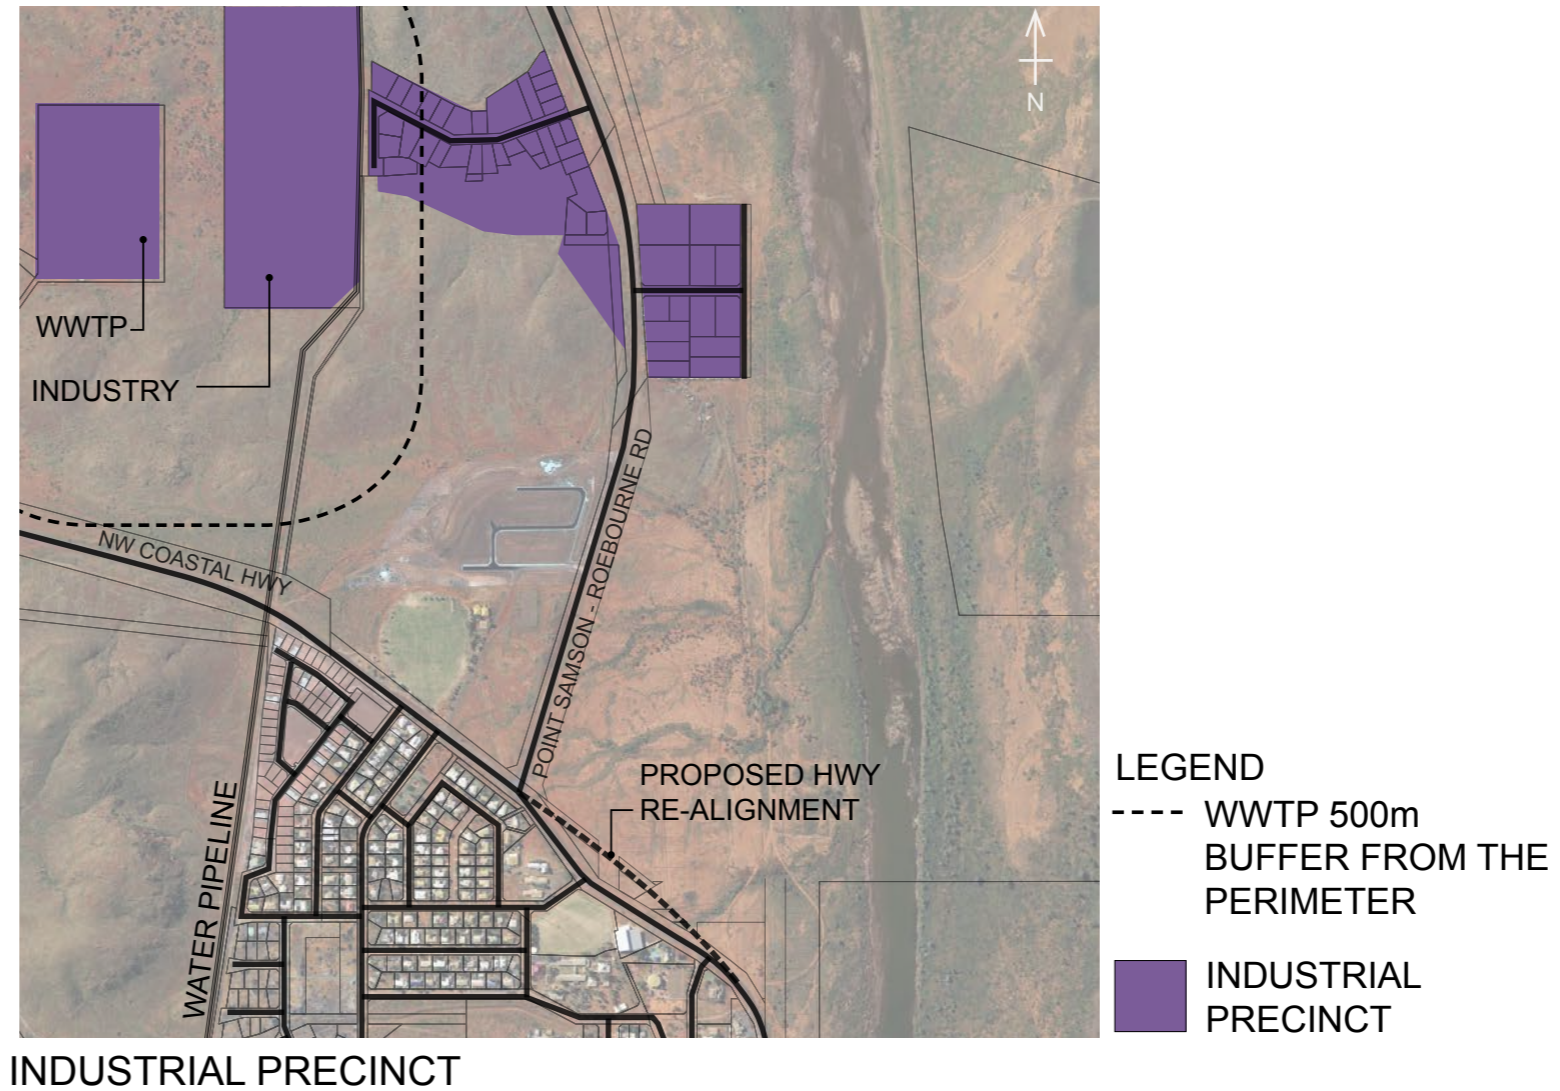 N
WWTP
INDUSTRY
NW COASTAL HWY
POINT SAMSON - ROEBOURNE RD
PROPOSED HWY
RE-ALIGNMENT
WATER PIPELINE
LEGEND
WWTP 500m
BUFFER FROM THE
PERIMETER
INDUSTRIAL
PRECINCT
INDUSTRIAL PRECINCT